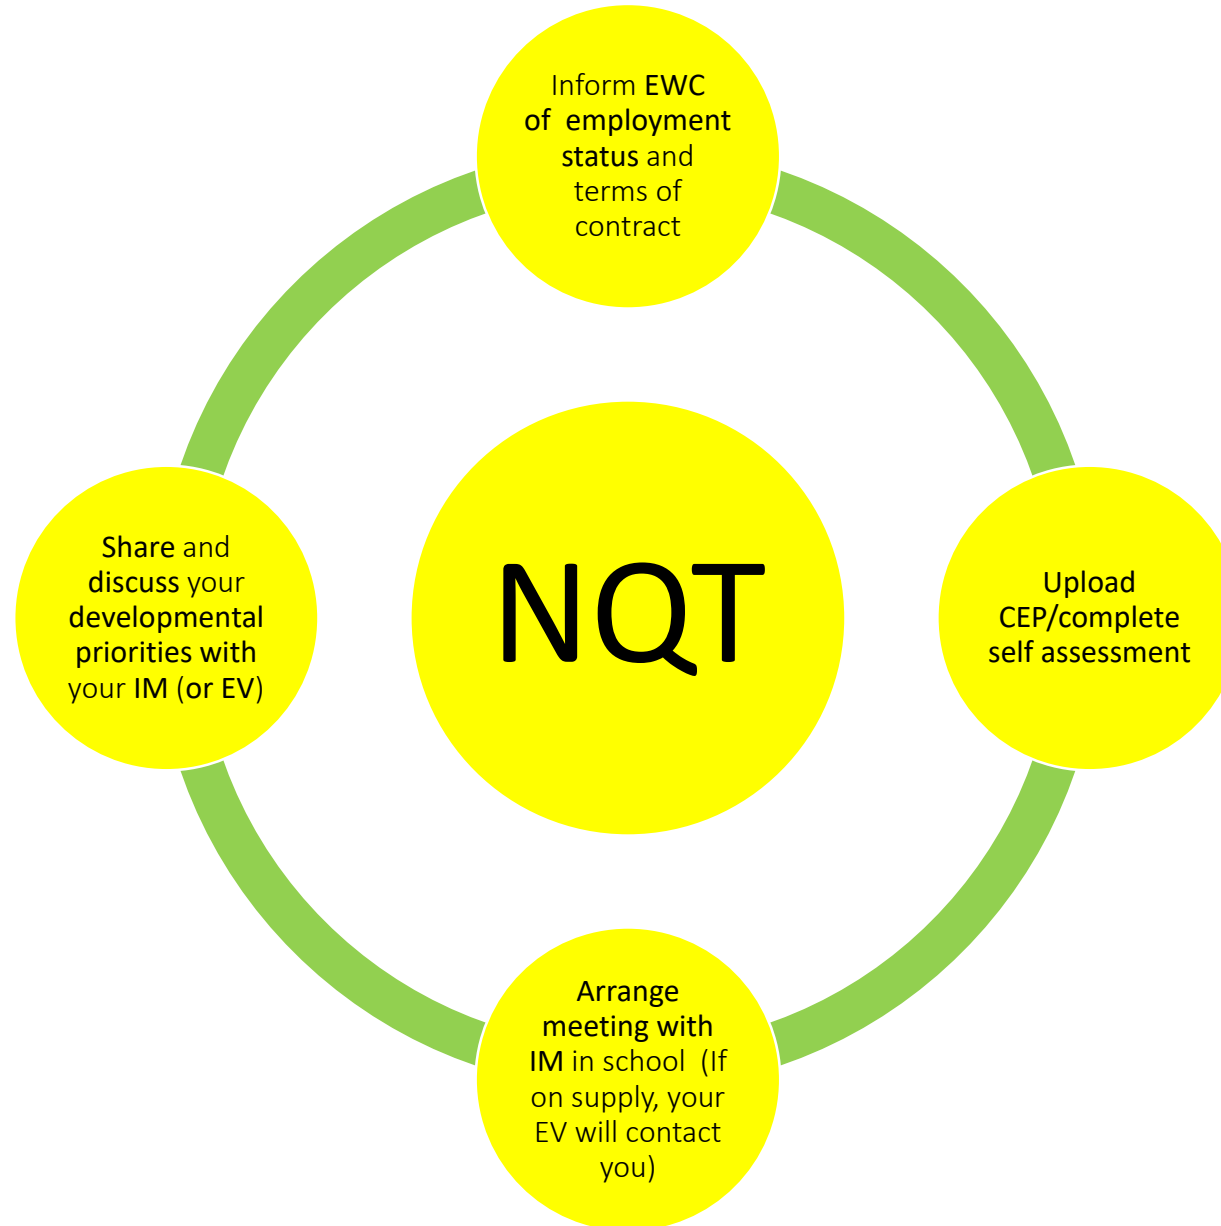 Inform EWC
of employment
status and
terms of
contract
Share and
discuss your
developmental
priorities with
your IM (or EV)
NQT
Upload
CEP/complete
self assessment
Arrange
meeting with
IM in school (If
on supply, your
EV will contact
you)